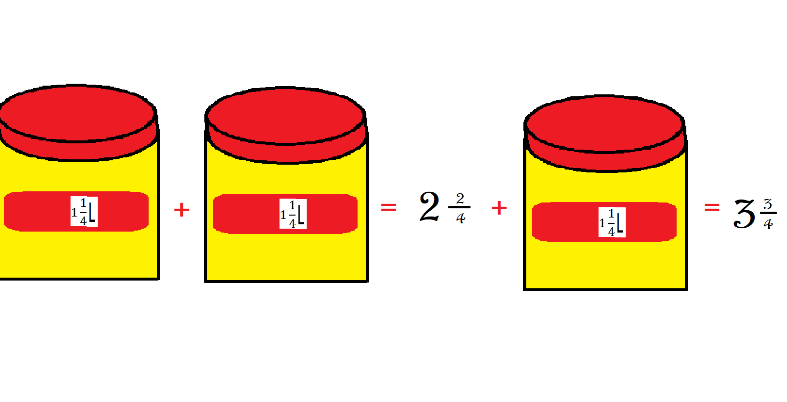 1 1/4 L + 1 1/4 L = 2 2/4 + 1 1/4 L = 3 3/4